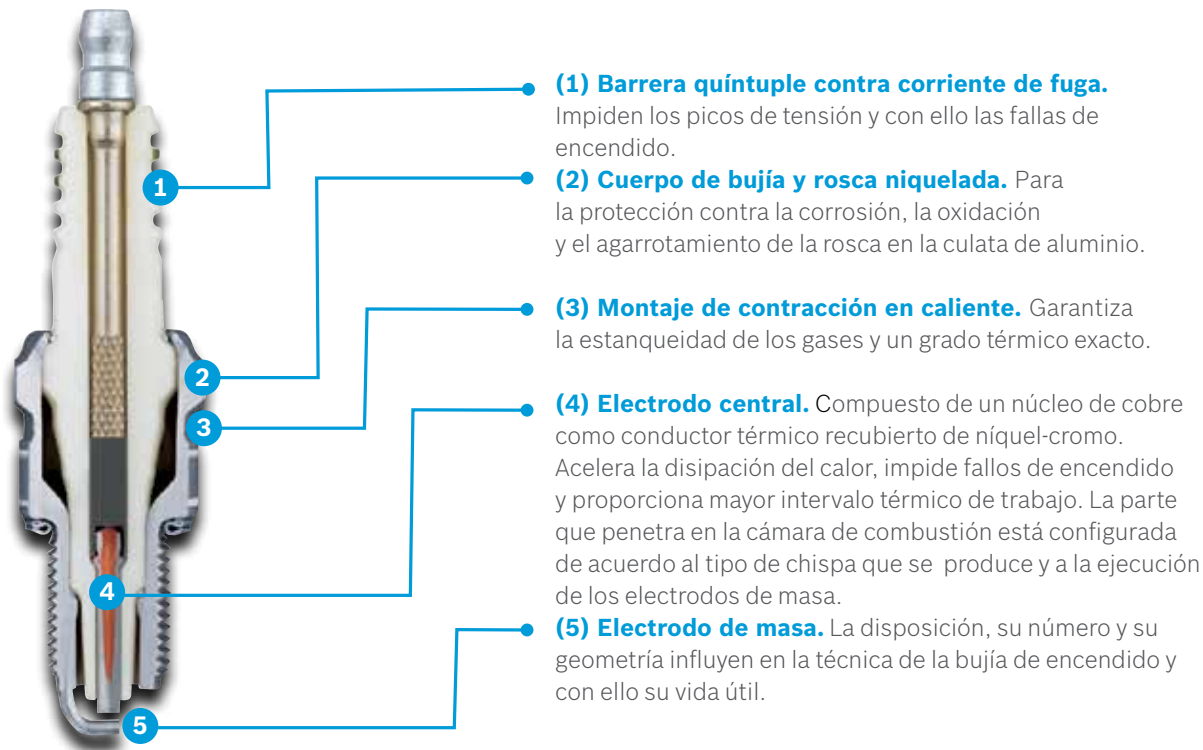 (1) Barrera quíntuple contra corriente de fuga.
Impiden los picos de tensión y con ello las fallas de
encendido.
(2) Cuerpo de bujía y rosca niquelada. Para
la protección contra la corrosión, la oxidación
y el agarrotamiento de la rosca en la culata de aluminio.
(3) Montaje de contracción en caliente. Garantiza
la estanqueidad de los gases y un grado térmico exacto.
(4) Electrodo central. Compuesto de un núcleo de cobre
como conductor térmico recubierto de níquel-cromo.
Acelera la disipación del calor, impide fallos de encendido
y proporciona mayor intervalo térmico de trabajo. La parte
que penetra en la cámara de combustión está configurada
de acuerdo al tipo de chispa que se produce y a la ejecución
de los electrodos de masa.
(5) Electrodo de masa. La disposición, su número y su
geometría influyen en la técnica de la bujía de encendido y
con ello su vida útil.
1
2
3
4
5